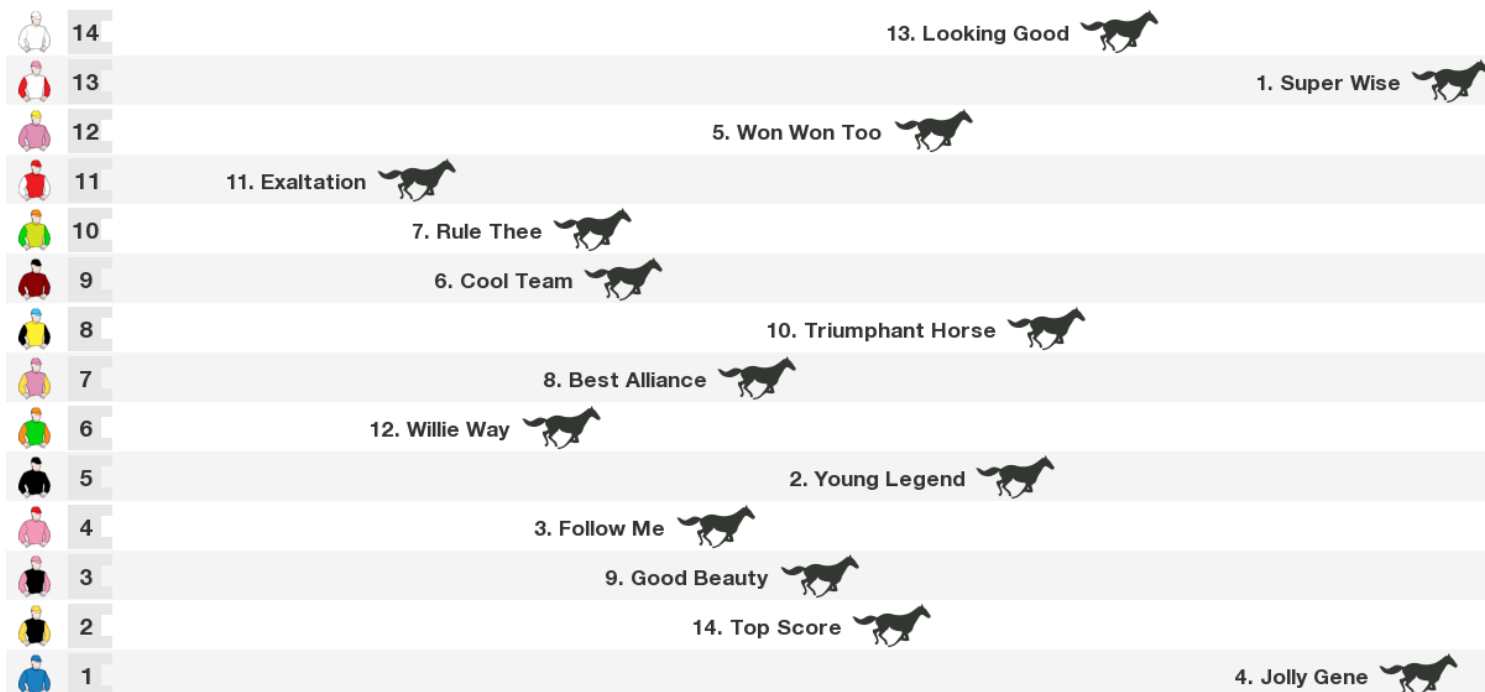 14 13. Looking Good
13 1. Super Wise
12 5. Won Won Too
11 11. Exaltation
10 7. Rule Thee
9 6. Cool Team
8 10. Triumphant Horse
7 8. Best Alliance
6 12. Willie Way
5 2. Young Legend
4 3. Follow Me
3 9. Good Beauty
2 14. Top Score
1 4. Jolly Gene